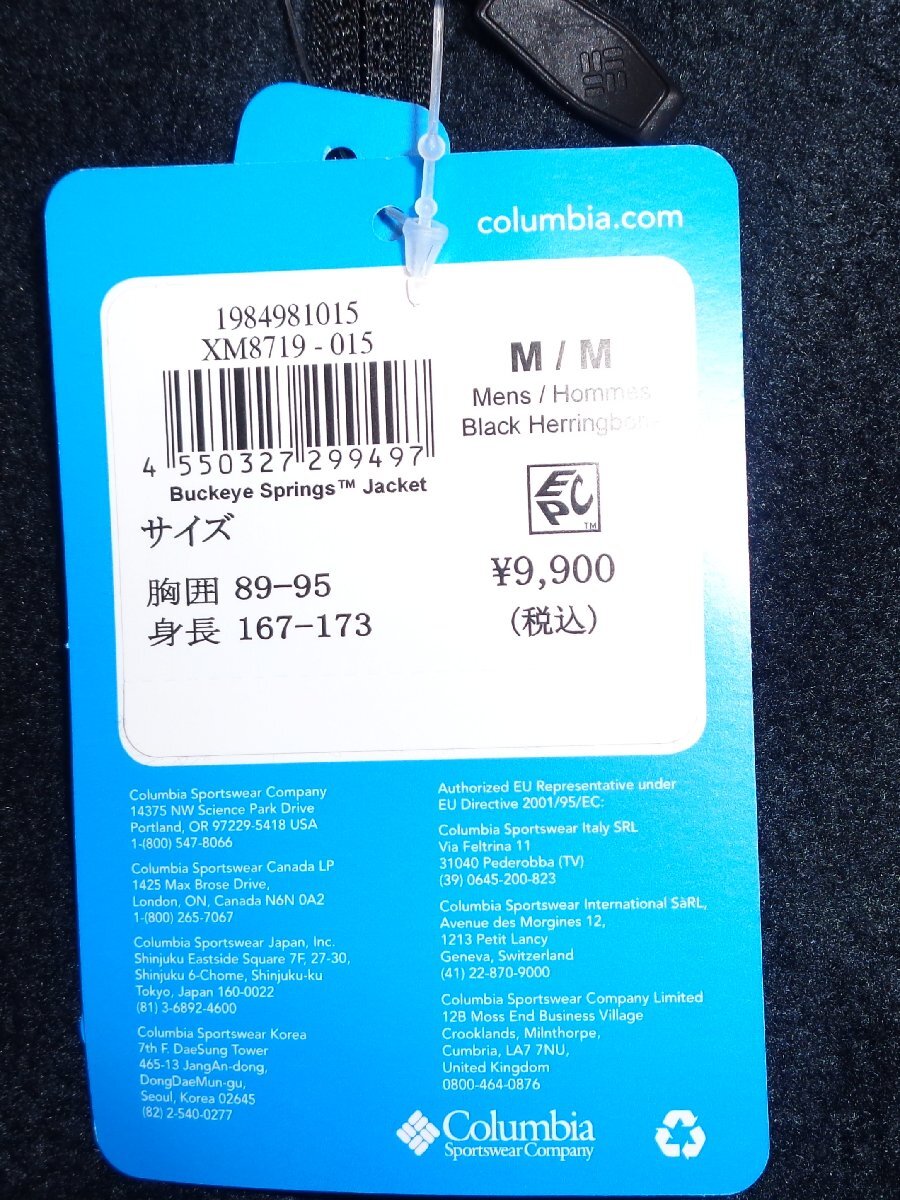 columbia.com
1984981015
XM8719 - 015
4 550327 299497
Buckeye Springs™ Jacket
M / M
Mens / Hommes
Black
EPC
TM
サイズ
胸囲 89-95
身長 167-173
¥9,900
(税込)
Columbia Sportswear Company
14375 NW Science Park Drive
Portland, OR 97229-5418 USA
1-(800) 547-8066
Columbia Sportswear Canada LP
1425 Max Brose Drive,
London, ON, Canada N6N 0A2
1-(800) 265-7067
Columbia Sportswear Japan, Inc.
Shinjuku Eastside Square 7F, 27-30,
Shinjuku 6-Chome, Shinjuku-ku
Tokyo, Japan 160-0022
(81) 3-6892-4600
Columbia Sportswear Korea
7th F. DaeSung Tower
465-13 JangAn-dong,
DongDaeMun-gu,
Seoul, Korea 02645
(82) 2-540-0277
Authorized EU Representative under
EU Directive 2001/95/EC:
Columbia Sportswear Italy SRL
Via Feltrina 11
31040 Pederobba (TV)
(39) 0645-200-823
Columbia Sportswear International SàRL,
Avenue des Morgines 12,
1213 Petit Lancy
Geneva, Switzerland
(41) 22-870-9000
Columbia Sportswear Company Limited
12B Moss End Business Village
Crooklands, Milnthorpe,
Cumbria, LA7 7NU,
United Kingdom
0800-464-0876
Columbia
Sportswear Company